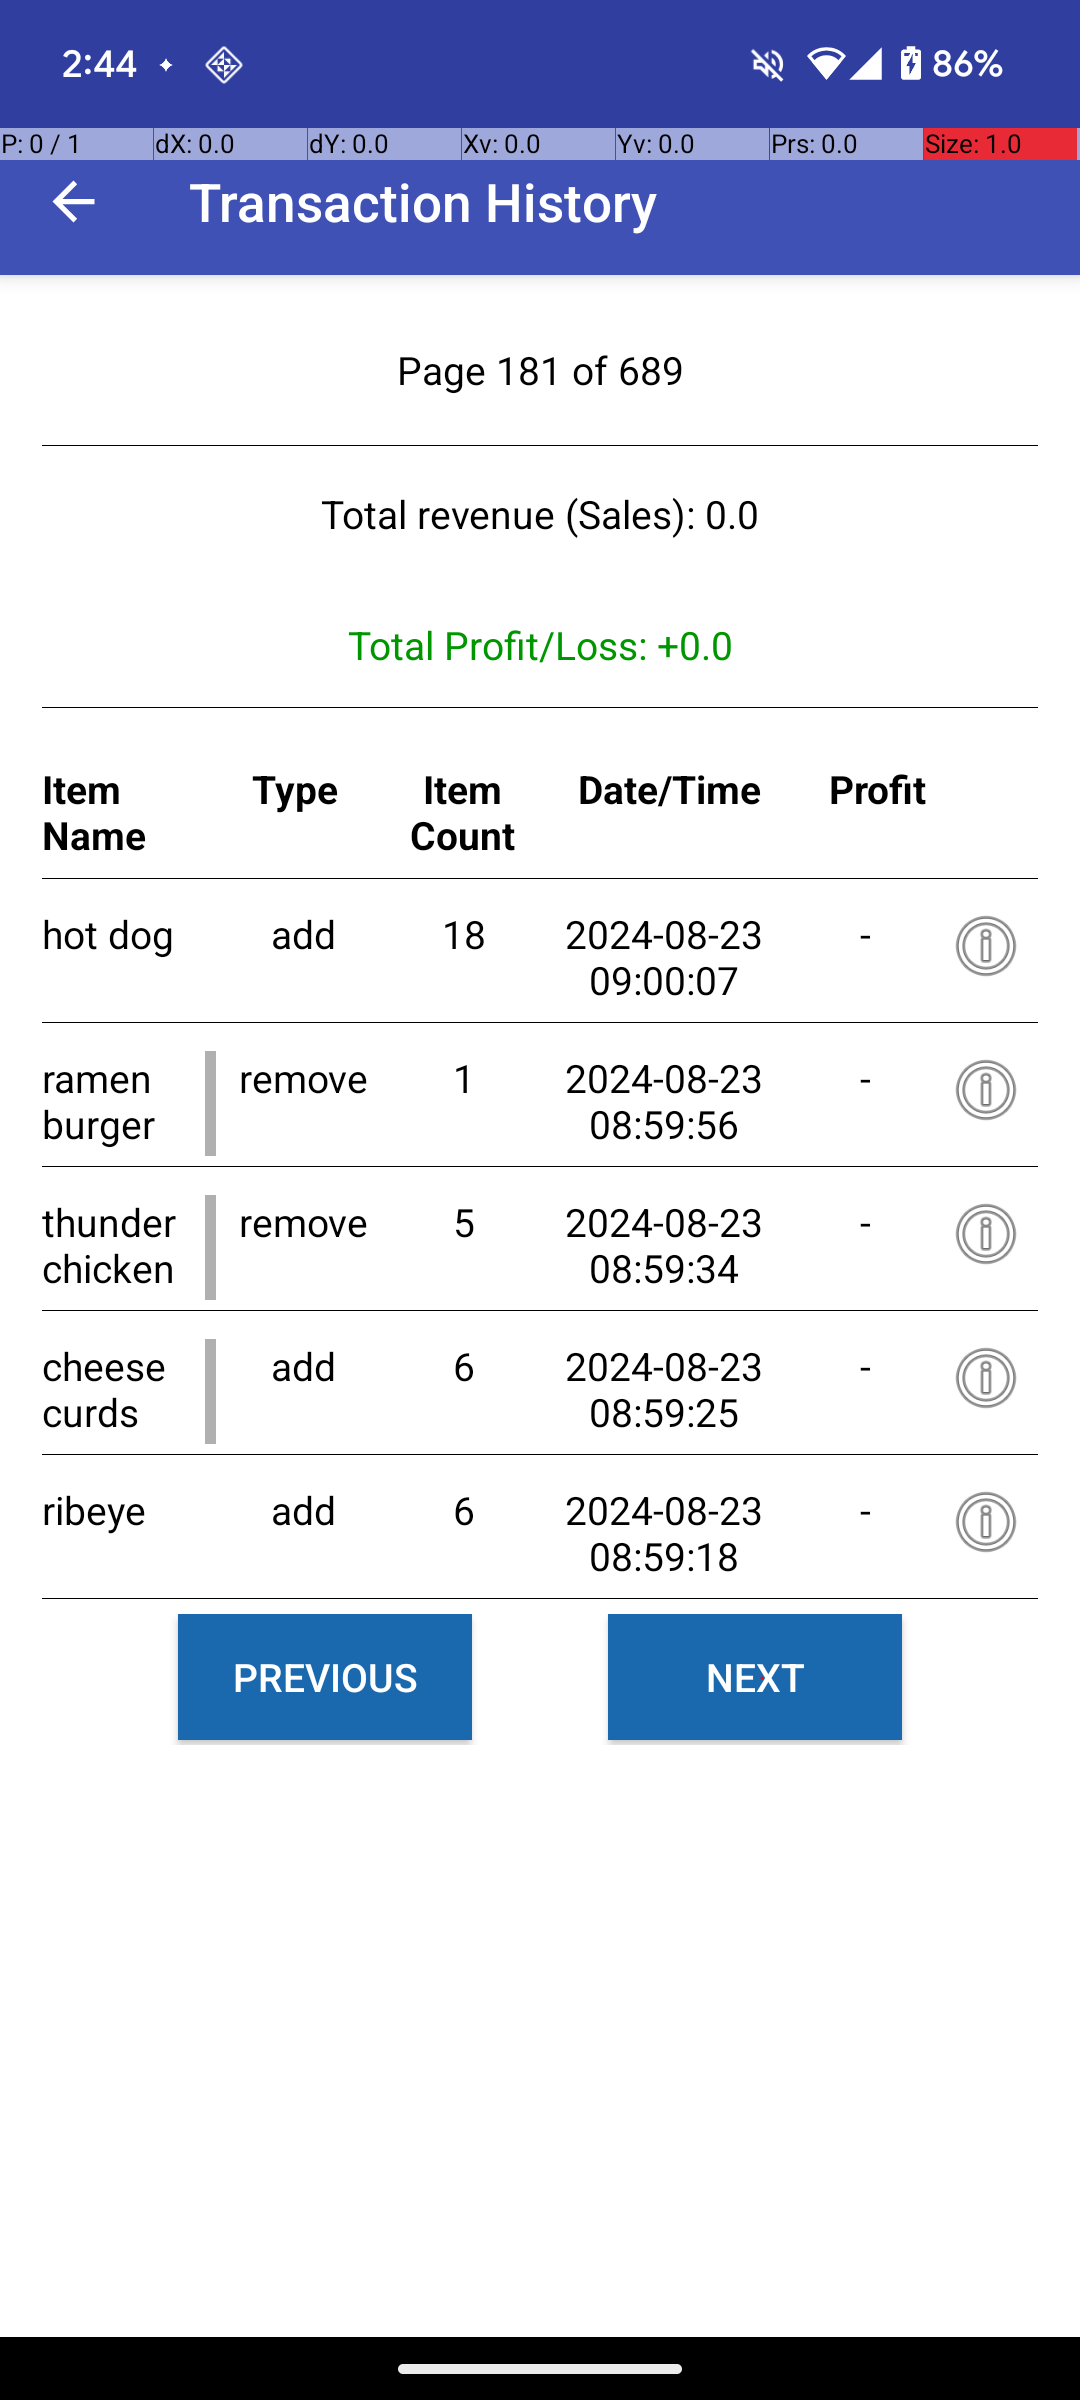 2:44 86%
P: 0 / 1 dX: 0.0 dY: 0.0 Xv: 0.0 Yv: 0.0 Prs: 0.0 Size: 1.0
Transaction History
Page 181 of 689
Total revenue (Sales): 0.0
Total Profit/Loss: +0.0
Item Name Type Item Count Date/Time Profit
hot dog add 18 2024-08-23 09:00:07 -
ramen burger remove 1 2024-08-23 08:59:56 -
thunder chicken remove 5 2024-08-23 08:59:34 -
cheese curds add 6 2024-08-23 08:59:25 -
ribeye add 6 2024-08-23 08:59:18 -
PREVIOUS NEXT